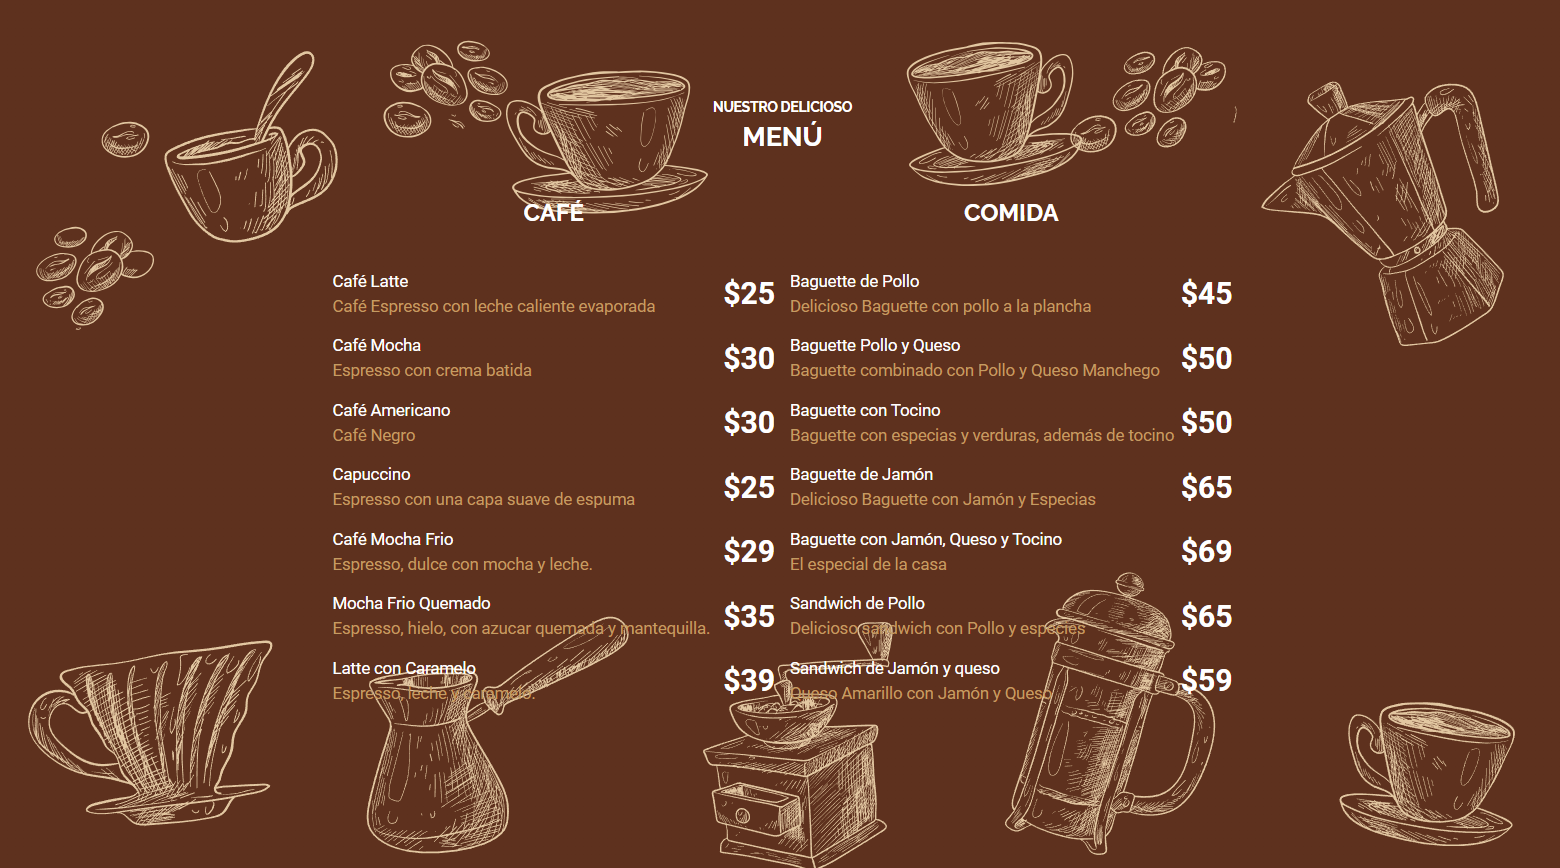 NUESTRO DELICIOSO
MENÚ
CAFÉ
Café Latte
Café Espresso con leche caliente evaporada
$25
Café Mocha
Espresso con crema batida
$30
Café Americano
Café Negro
$30
Capuccino
Espresso con una capa suave de espuma
$25
Café Mocha Frio
Espresso, dulce con mocha y leche.
$29
Mocha Frio Quemado
Espresso, hielo, con azucar quemada y mantequilla.
$35
Latte con Caramelo
Espresso, leche y caramelo.
$39
COMIDA
Baguette de Pollo
Delicioso Baguette con pollo a la plancha
$45
Baguette Pollo y Queso
Baguette combinado con Pollo y Queso Manchego
$50
Baguette con Tocino
Baguette con especias y verduras, además de tocino
$50
Baguette de Jamón
Delicioso Baguette con Jamón y Especias
$65
Baguette con Jamón, Queso y Tocino
El especial de la casa
$69
Sandwich de Pollo
Delicioso sandwich con Pollo y especies
$65
Sandwich de Jamón y queso
Queso Amarillo con Jamón y Queso
$59